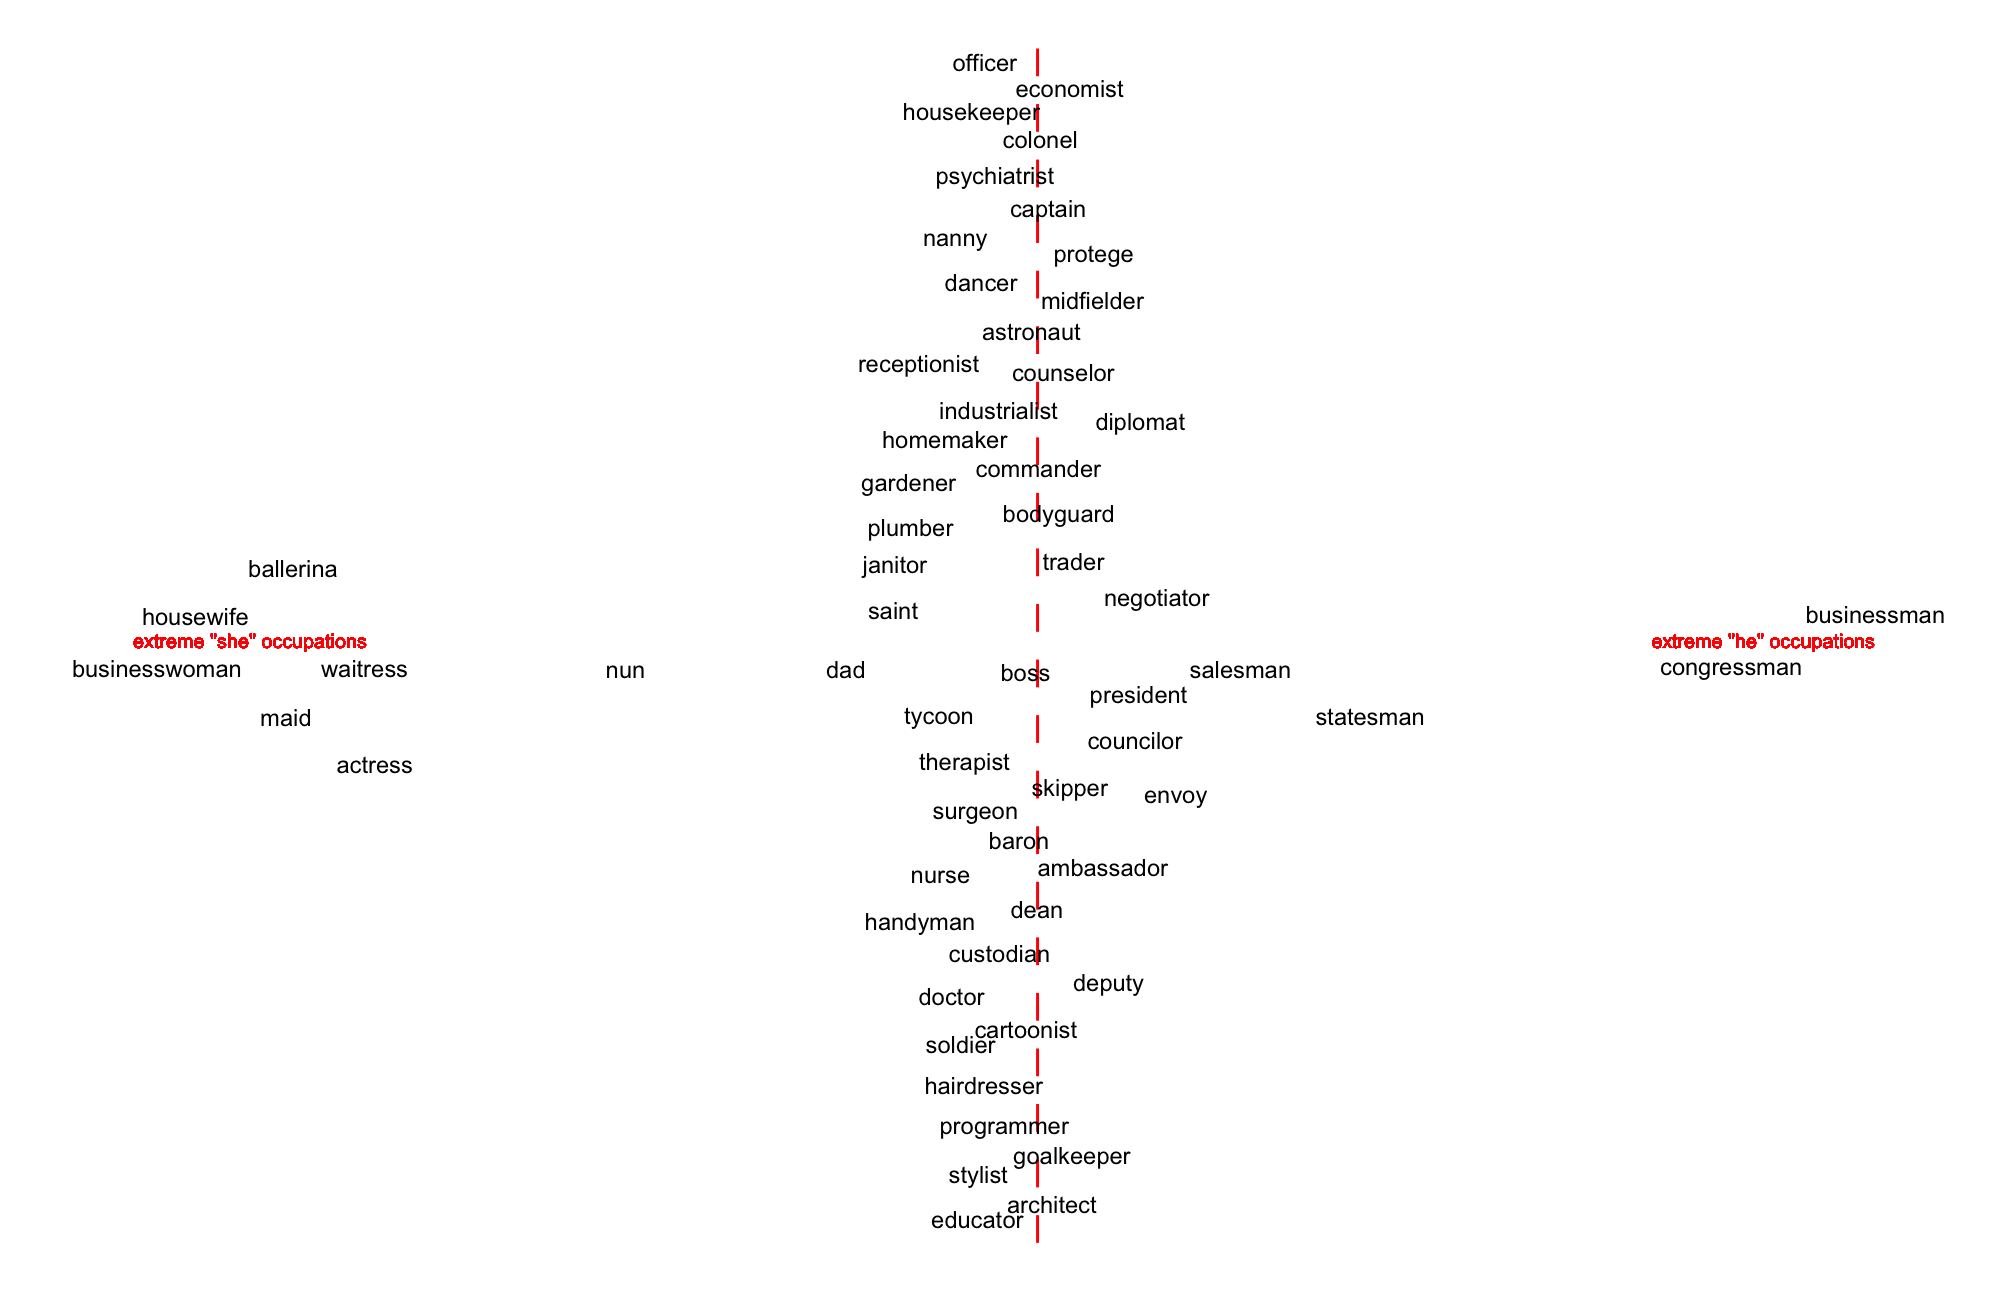 officer
economist
housekeeper
colonel
psychiatrist
captain
nanny
protege
dancer
midfielder
astronaut
receptionist
counselor
industrialist
diplomat
homemaker
commander
gardener
bodyguard
plumber
trader
janitor
ballerina
negotiator
saint
businessman
housewife
extreme "she" occupations
extreme "he" occupations
businesswoman
waitress
nun
dad
boss
salesman
congressman
president
maid
tycoon
statesman
councilor
actress
therapist
skipper
envoy
surgeon
baron
ambassador
nurse
dean
handyman
custodian
deputy
doctor
cartoonist
soldier
hairdresser
programmer
goalkeeper
stylist
architect
educator